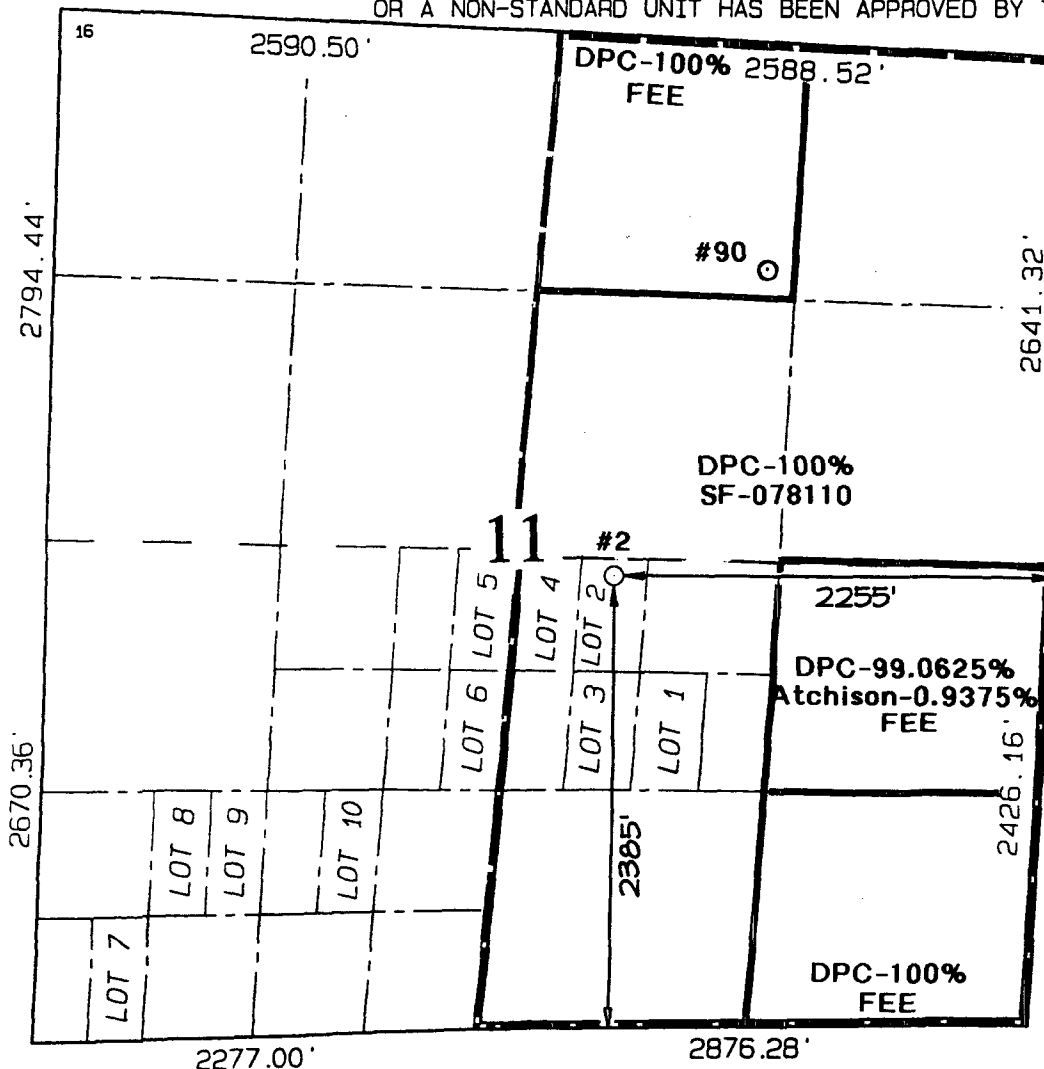 OR A NON-STANDARD UNIT HAS BEEN APPROVED BY
16
2590.50'
DPC-100%
FEE
2588.52'
2794.44'
#90
2641.32'
DPC-100%
SF-078110
11
#2
LOT 5
LOT 4
LOT 2
2255'
LOT 6
LOT 3
LOT 1
DPC-99.0625%
Atchison-0.9375%
FEE
2670.36'
2426.16'
LOT 8
LOT 9
LOT 10
2385'
LOT 7
DPC-100%
FEE
2277.00'
2876.28'